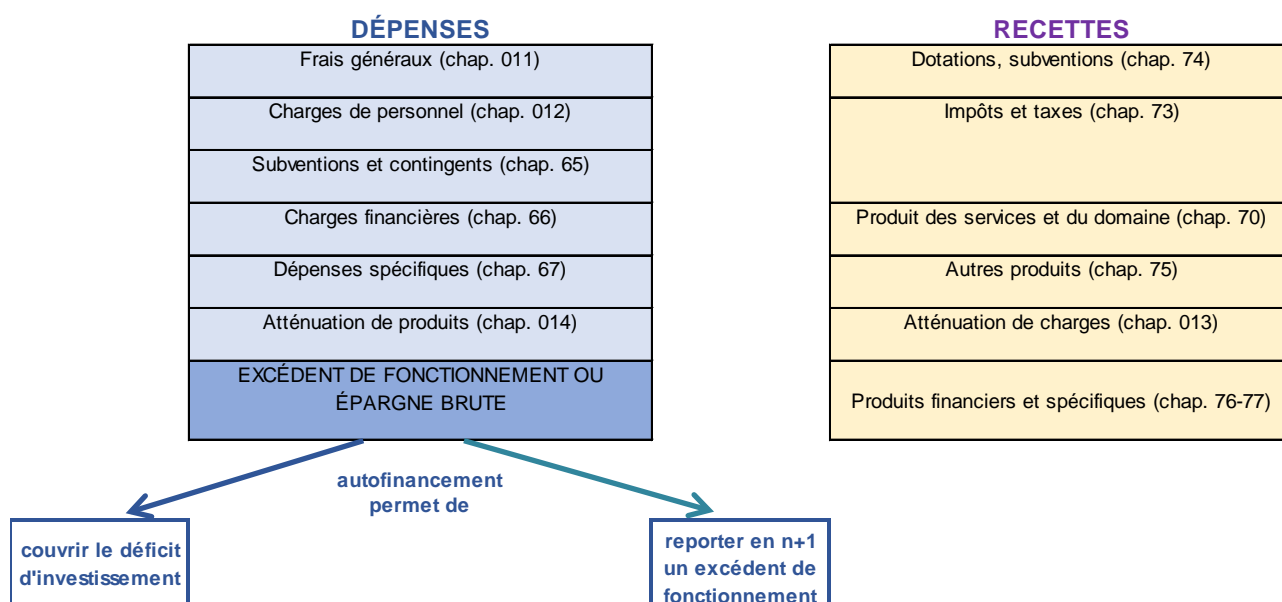 DÉPENSES
Frais généraux (chap. 011)
Charges de personnel (chap. 012)
Subventions et contingents (chap. 65)
Charges financières (chap. 66)
Dépenses spécifiques (chap. 67)
Atténuation de produits (chap. 014)
EXCÉDENT DE FONCTIONNEMENT OU
ÉPARGNE BRUTE
RECETTES
Dotations, subventions (chap. 74)
Impôts et taxes (chap. 73)
Produit des services et du domaine (chap. 70)
Autres produits (chap. 75)
Atténuation de charges (chap. 013)
Produits financiers et spécifiques (chap. 76-77)
autofinancement
permet de
couvrir le déficit
d'investissement
reporter en n+1
un excédent de
fonctionnement